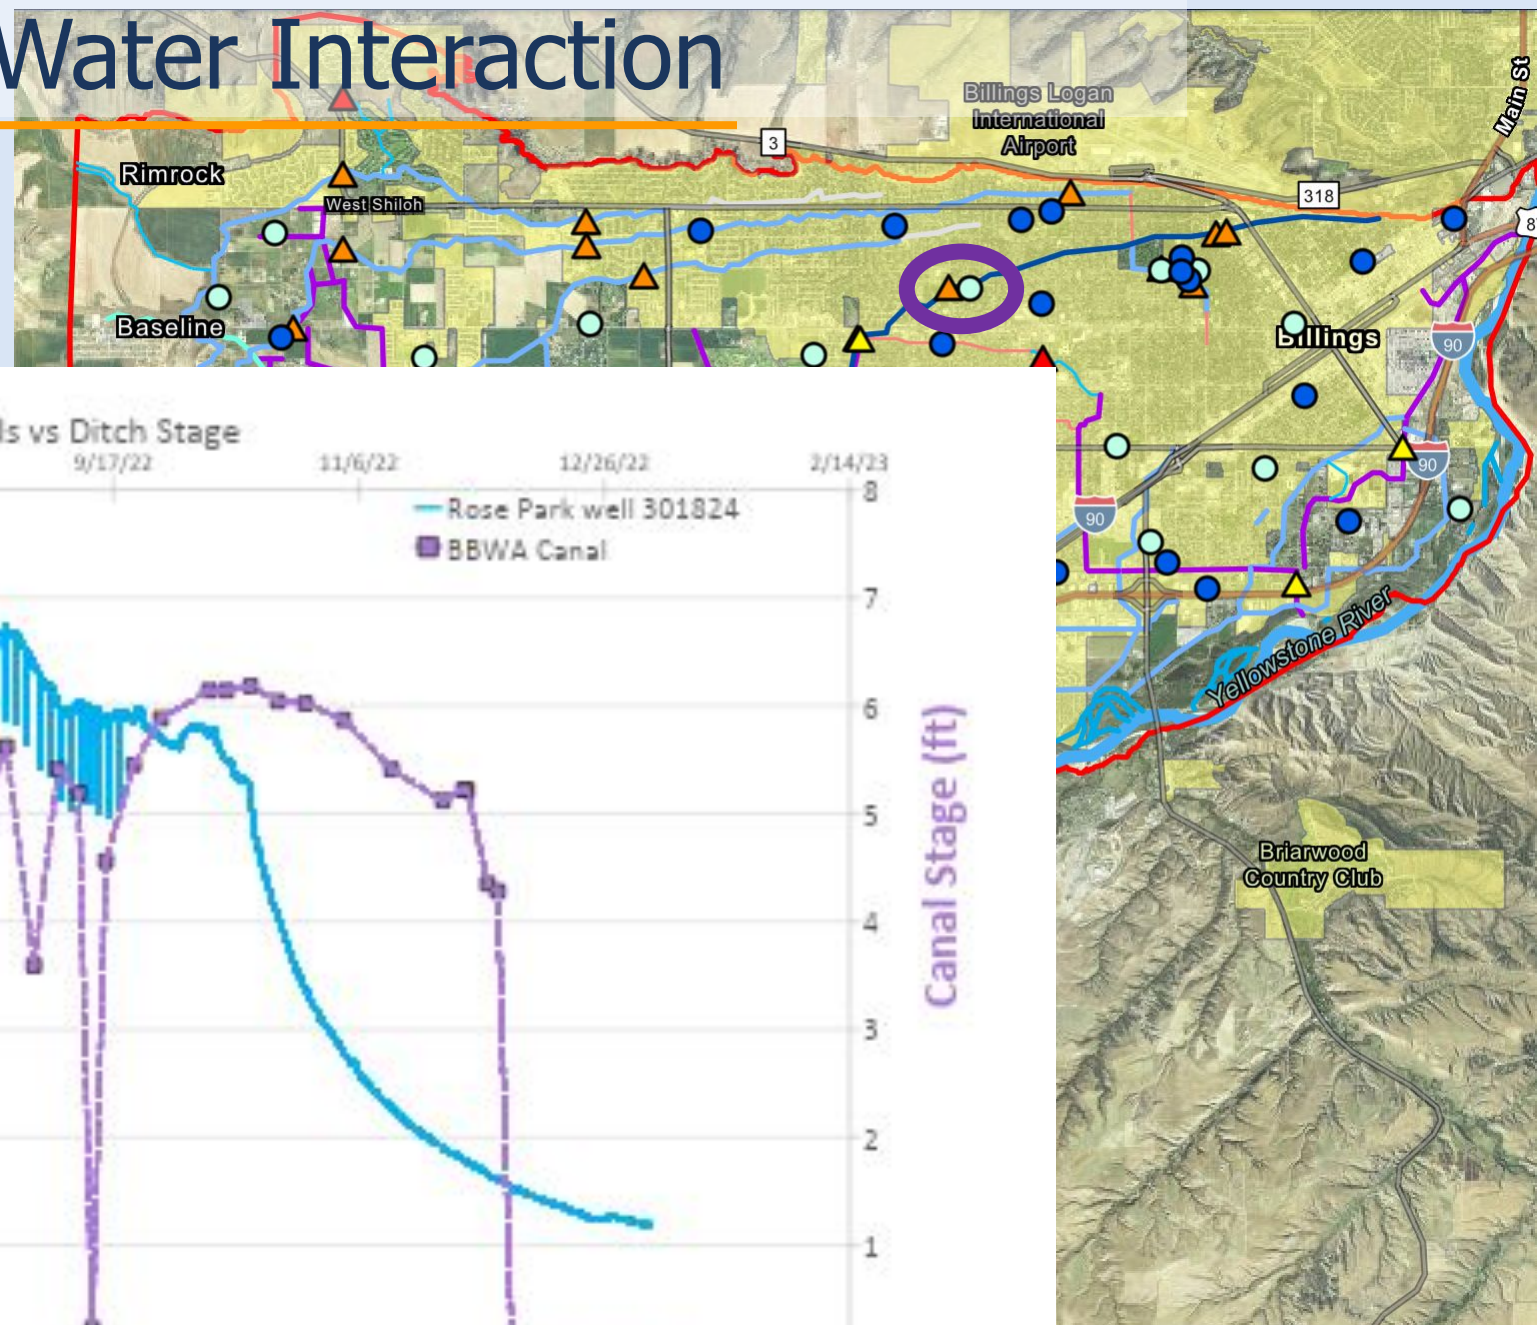 Water Interaction
Billings Logan
International
Airport
Main St
3
Rimrock
318
West Shiloh
Baseline
Billings
90
ls vs Ditch Stage
9/17/22 11/6/22 12/26/22 2/14/23
8
Rose Park well 301824
BBWA Canal
90
90
7
Yellowstone River
6
Canal Stage (ft)
5
Briarwood
Country Club
4
3
2
1